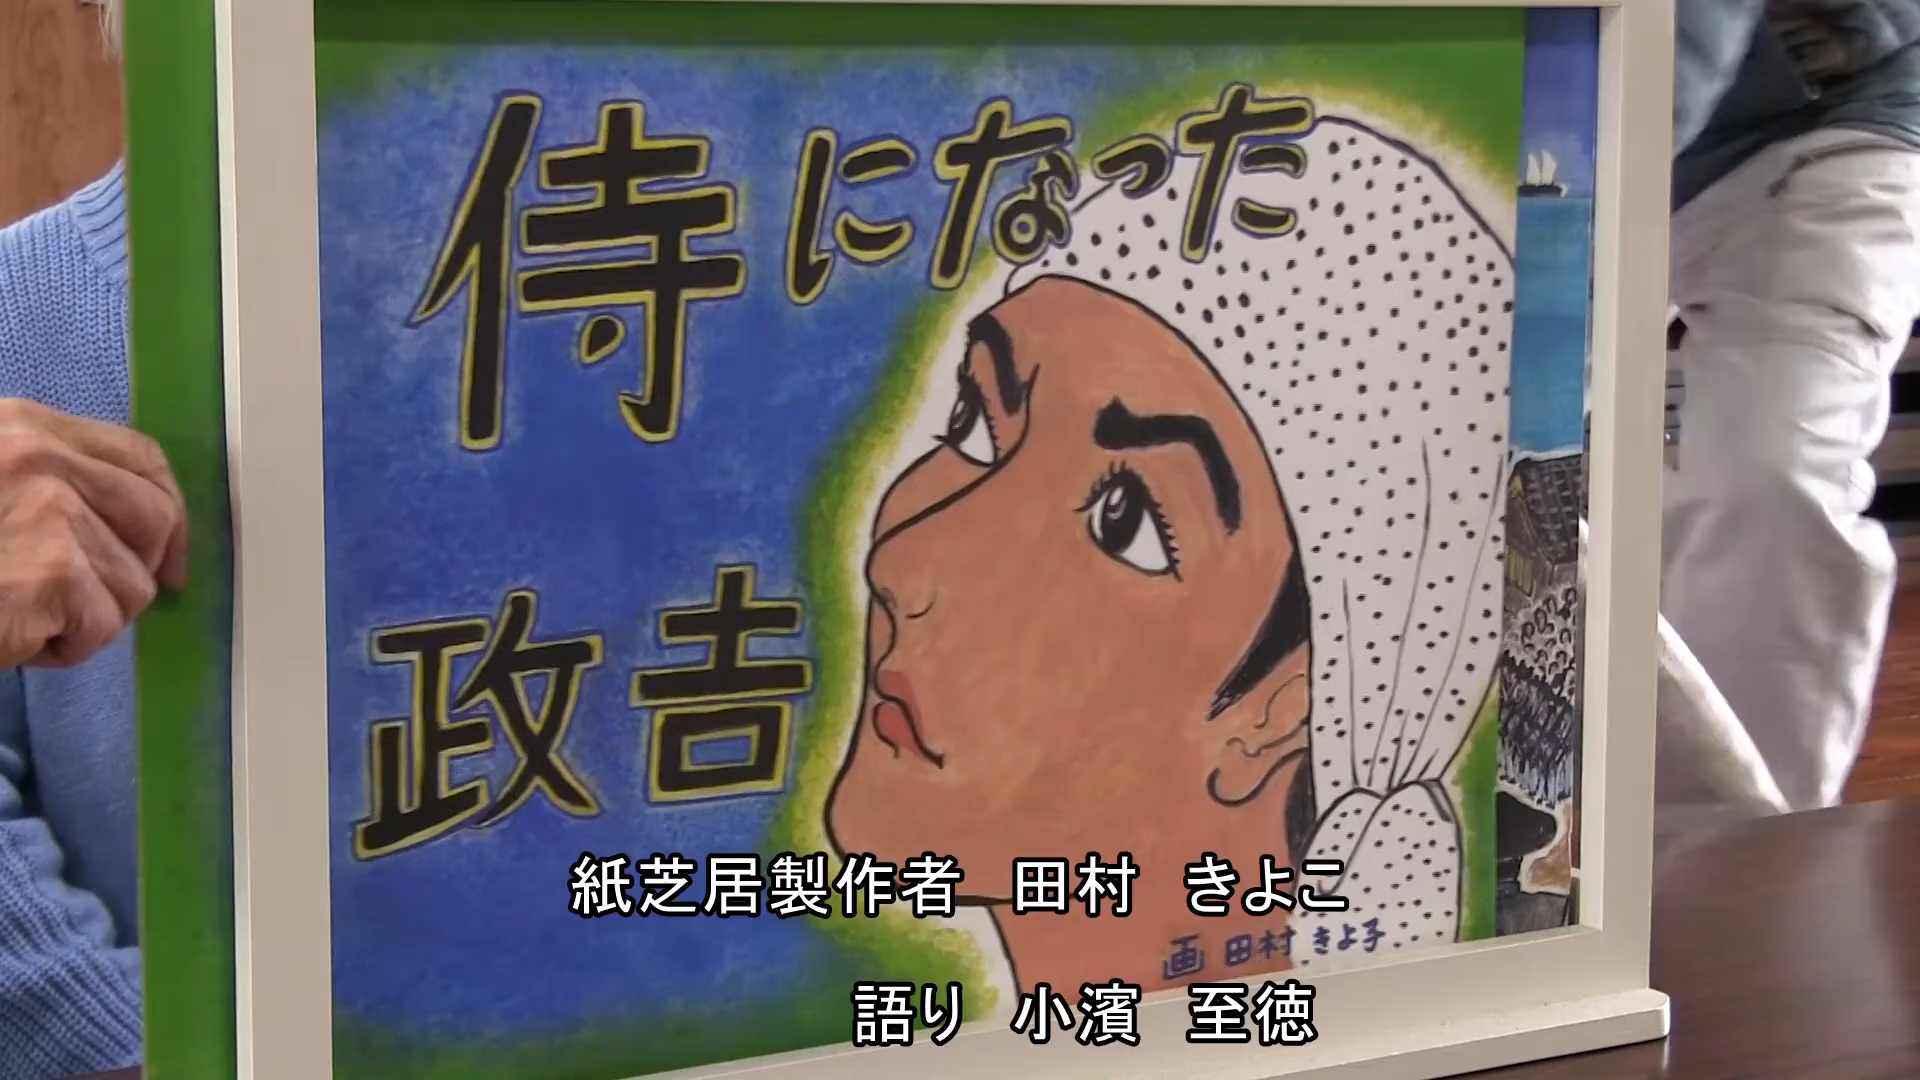 侍になった
政吉
画 田村 きよ子
紙芝居製作者 田村 きよこ
語り 小濱 至徳